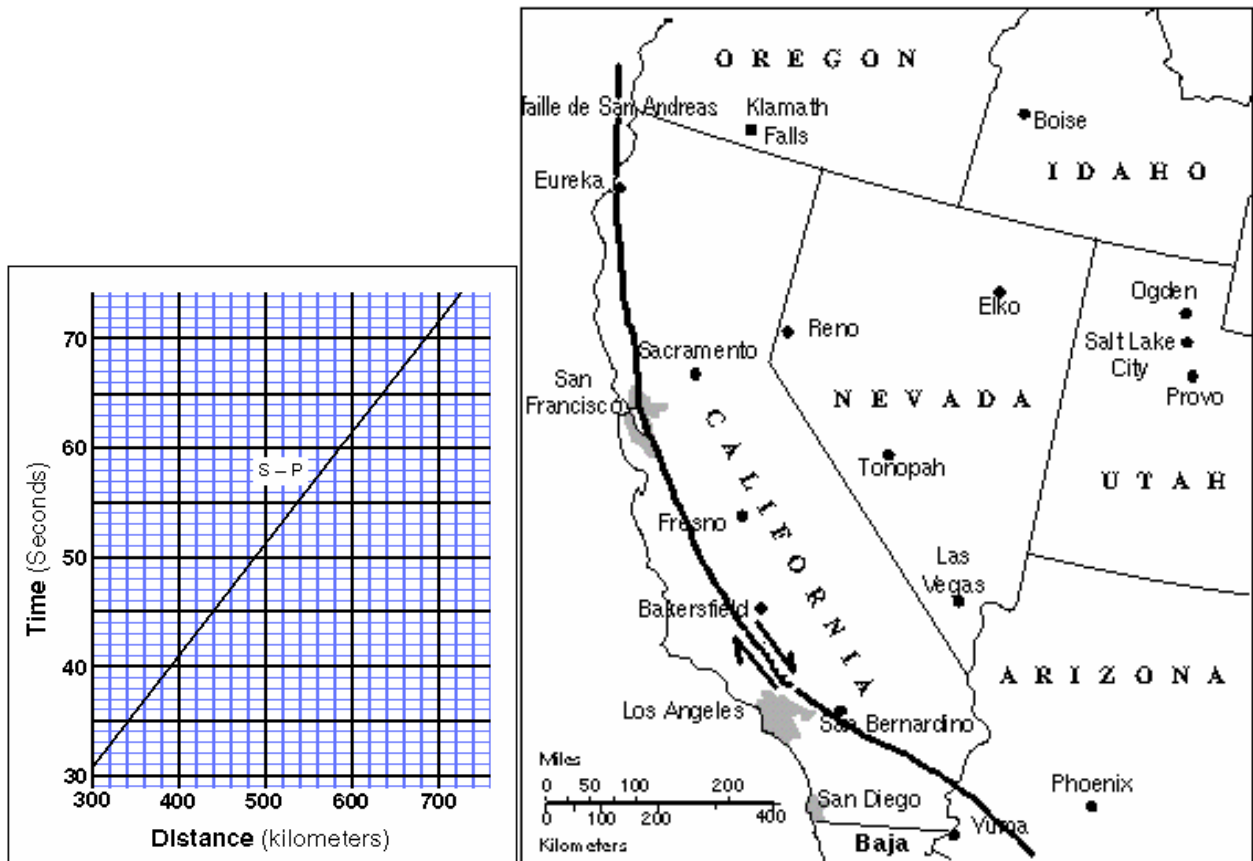 70
60
50
40
30
S – P
Time (Seconds)
300 400 500 600 700
Distance (kilometers)
OREGON
Faille de San Andreas
Klamath
Falls
Boise
IDAHO
Eureka
Elko
Ogden
Reno
Salt Lake
City
Sacramento
Provo
San
Francisco
NEVADA
CALIFORNIA
Tonopah
UTAH
Fresno
Las
Vegas
Bakersfield
ARIZONA
Los Angeles
San Bernardino
Miles
0 50 100 200
0 100 200 400
Kilometers
San Diego
Phoenix
Yuma
Baja